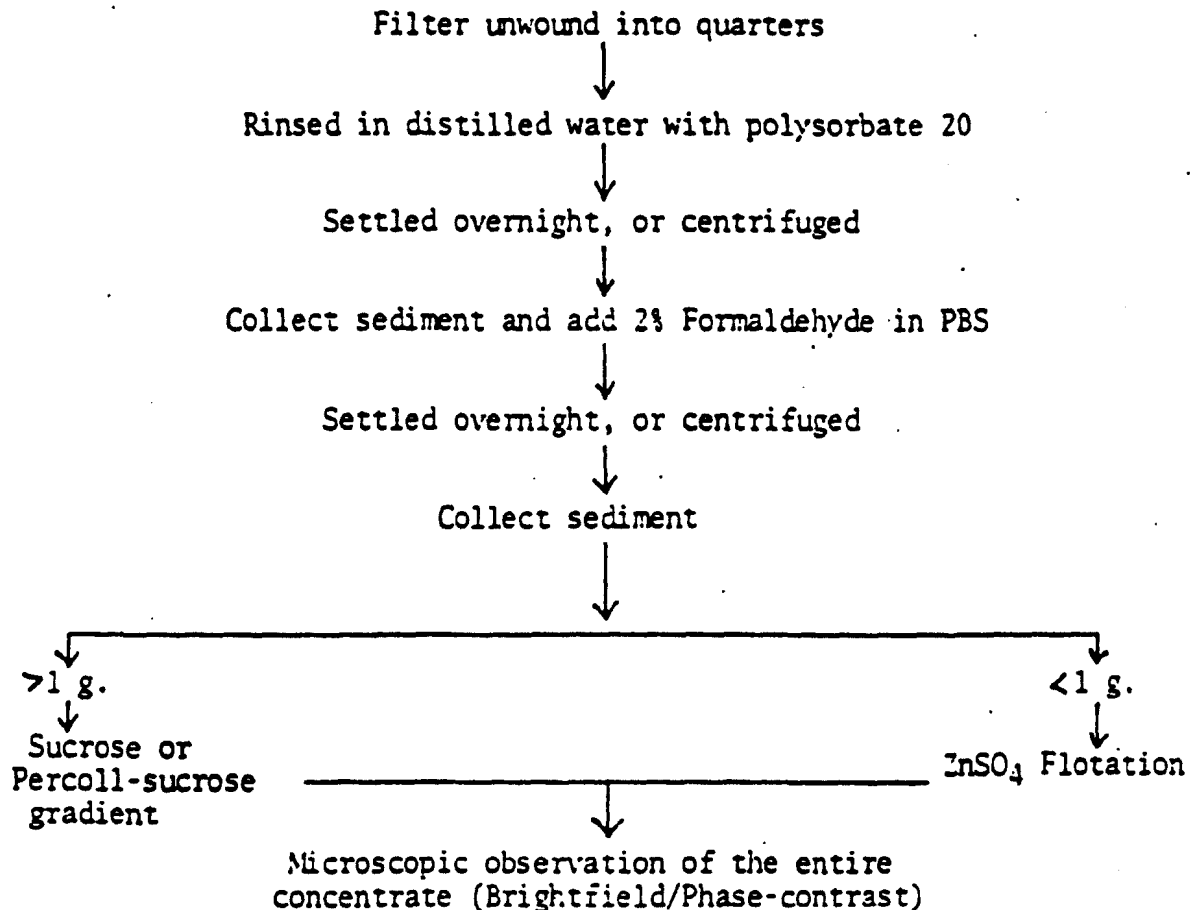 Filter unwound into quarters
Rinsed in distilled water with polysorbate 20
Settled overnight, or centrifuged
Collect sediment and add 2% Formaldehyde in PBS
Settled overnight, or centrifuged
Collect sediment
>1 g.
<1 g.
Sucrose or
Percoll-sucrose
gradient
ZnSO4 Flotation
Microscopic observation of the entire
concentrate (Brightfield/Phase-contrast)